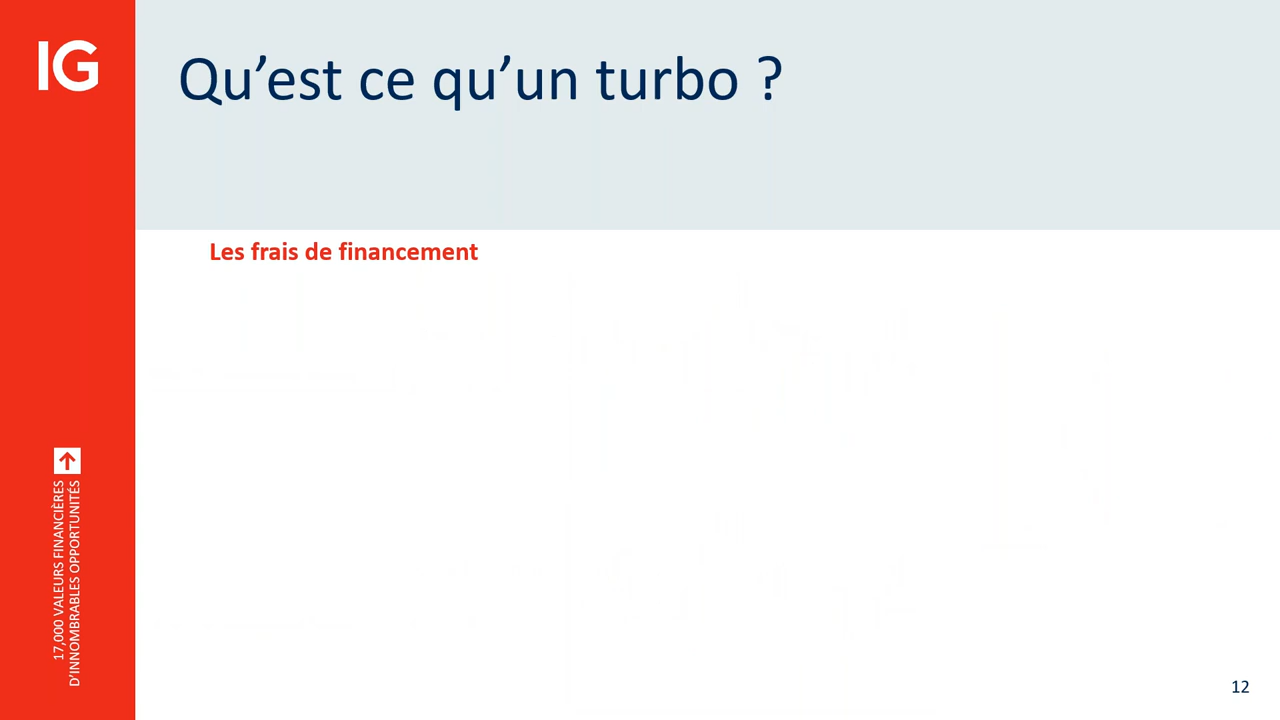 IG
Qu’est ce qu’un turbo ?
Les frais de financement
17,000 VALEURS FINANCIÈRES
D’INNOMBRABLES OPPORTUNITÉS
12